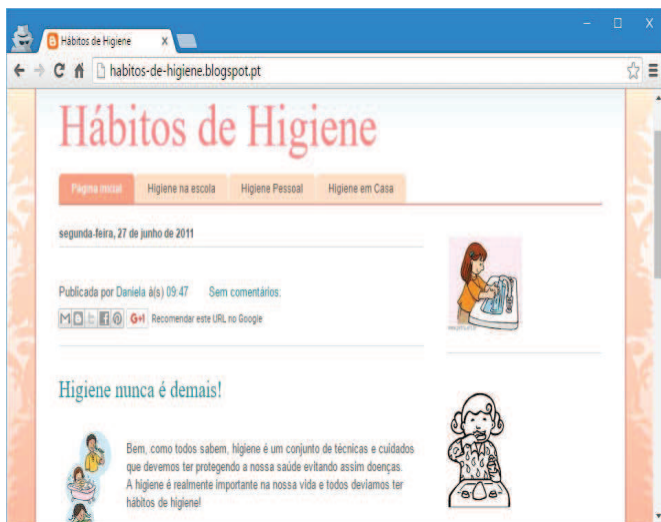 Hábitos de Higiene
habitos-de-higiene.blogspot.pt
Hábitos de Higiene
Página inicial Higiene na escola Higiene Pessoal Higiene em Casa
segunda-feira, 27 de junho de 2011
Publicada por Daniela à(s) 09:47 Sem comentários:
G+1 Recomendar este URL no Google
Higiene nunca é demais!
Bem, como todos sabem, higiene é um conjunto de técnicas e cuidados
que devemos ter protegendo a nossa saúde evitando assim doenças.
A higiene é realmente importante na nossa vida e todos deviamos ter
hábitos de higiene!